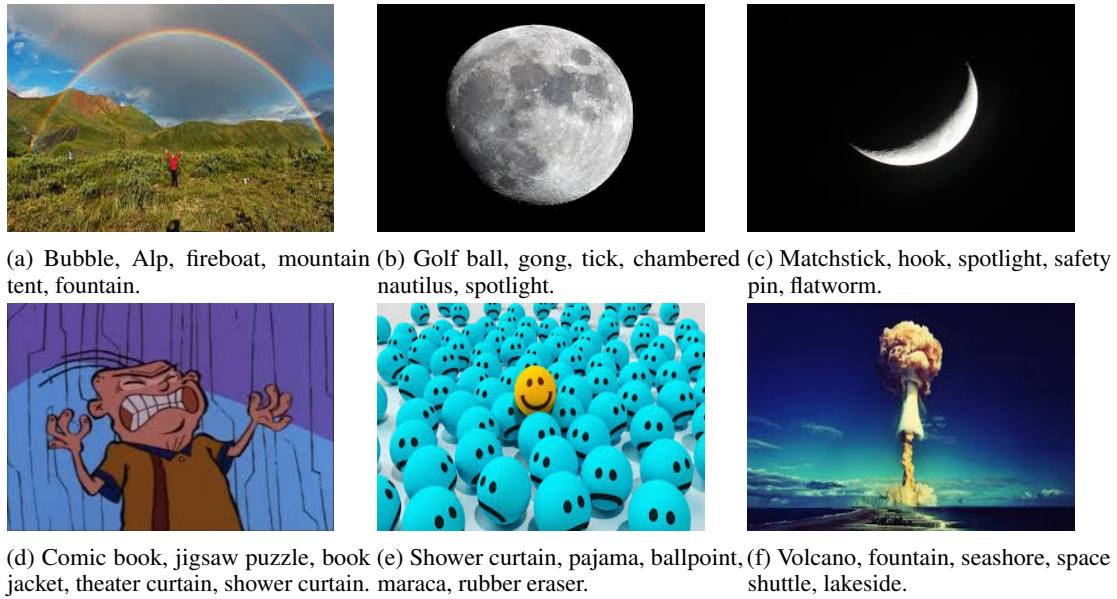 (a) Bubble, Alp, fireboat, mountain
tent, fountain.
(b) Golf ball, gong, tick, chambered
nautilus, spotlight.
(c) Matchstick, hook, spotlight, safety
pin, flatworm.
(d) Comic book, jigsaw puzzle, book
jacket, theater curtain, shower curtain.
(e) Shower curtain, pajama, ballpoint,
maraca, rubber eraser.
(f) Volcano, fountain, seashore, space
shuttle, lakeside.